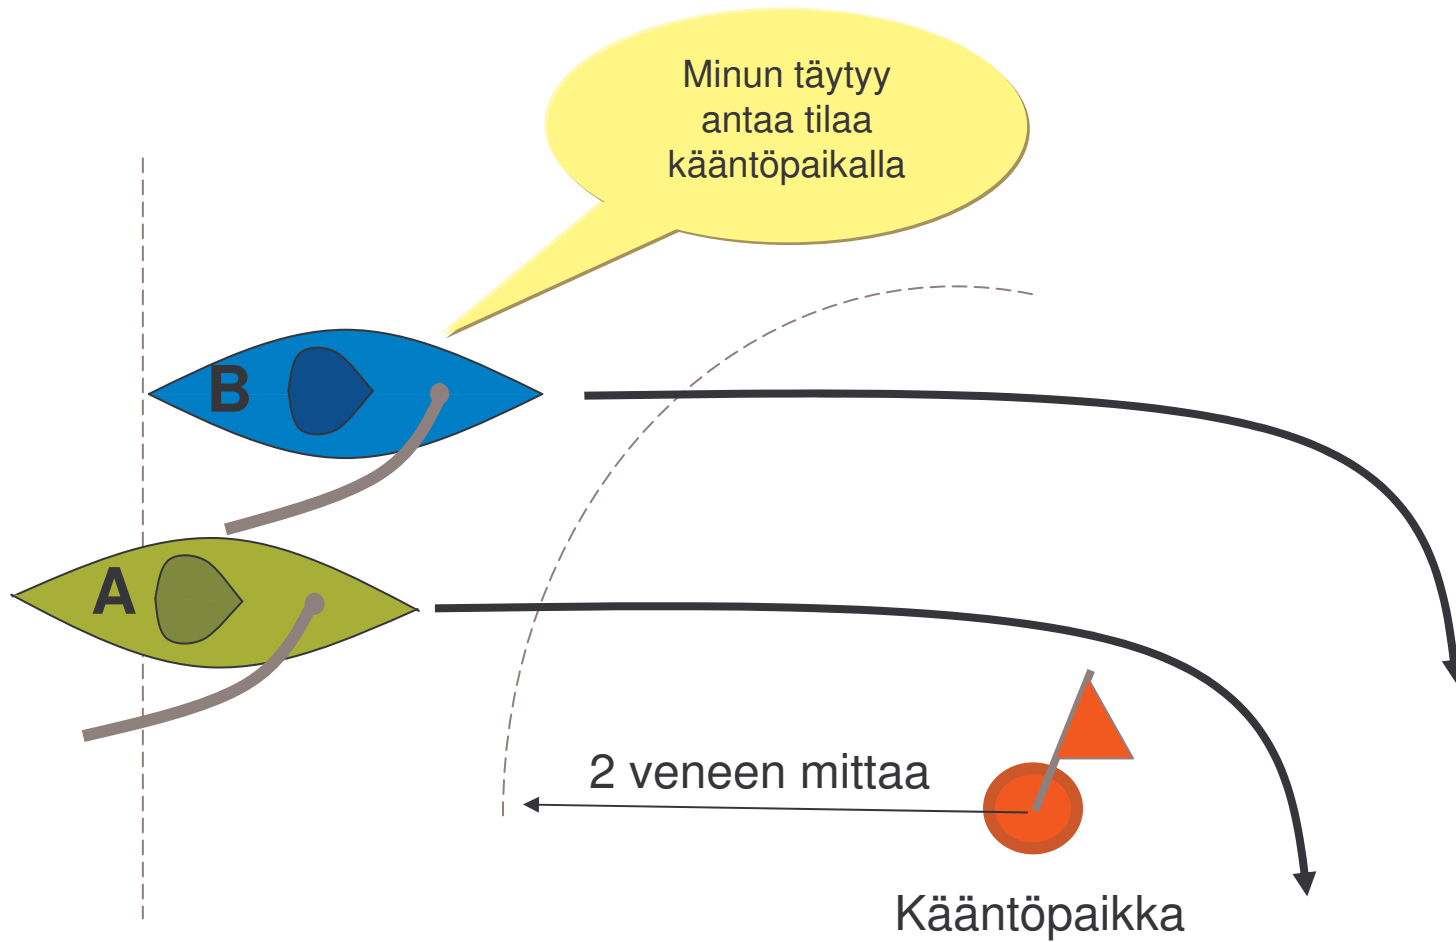 Minun täytyy
antaa tilaa
kääntöpaikalla
B
A
2 veneen mittaa
Kääntöpaikka